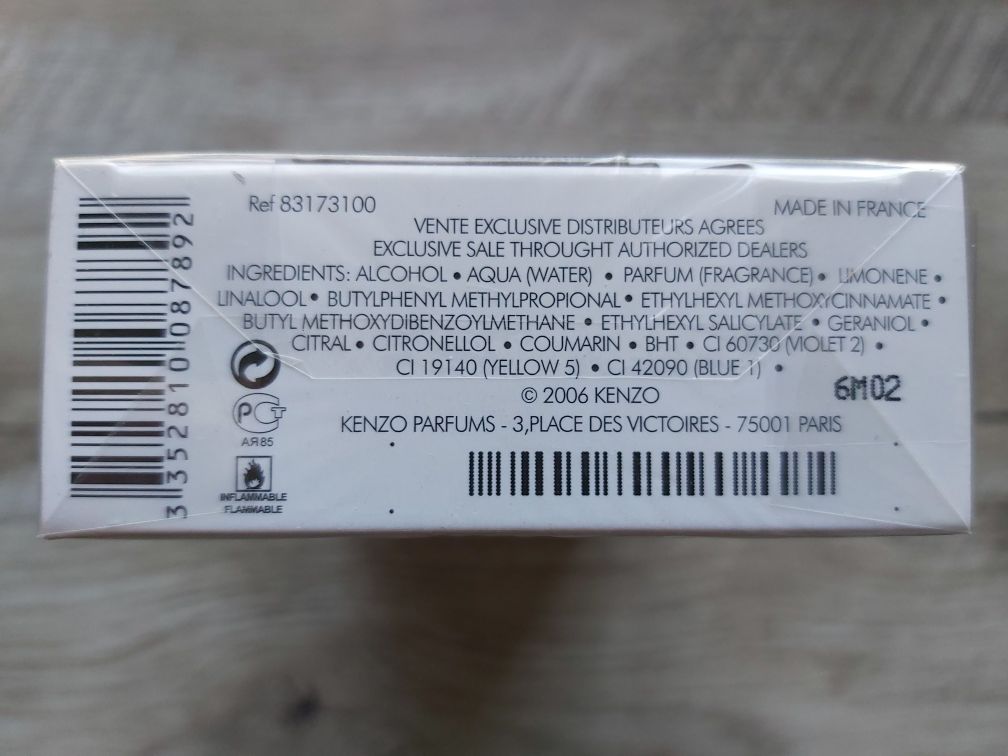 Ref 83173100
MADE IN FRANCE
VENTE EXCLUSIVE DISTRIBUTEURS AGREES
EXCLUSIVE SALE THROUGHT AUTHORIZED DEALERS
INGREDIENTS: ALCOHOL • AQUA (WATER) • PARFUM (FRAGRANCE) • LIMONENE •
LINALOOL • BUTYLPHENYL METHYLPROPIONAL • ETHYLHEXYL METHOXYCINNAMATE •
BUTYL METHOXYDIBENZOYLMETHANE • ETHYLHEXYL SALICYLATE • GERANIOL •
CITRAL • CITRONELLOL • COUMARIN • BHT • CI 60730 (VIOLET 2) •
CI 19140 (YELLOW 5) • CI 42090 (BLUE 1) •
© 2006 KENZO
6M02
KENZO PARFUMS - 3,PLACE DES VICTOIRES - 75001 PARIS
РСТ
АЯ85
INFLAMMABLE
FLAMMABLE
3 352810 087892